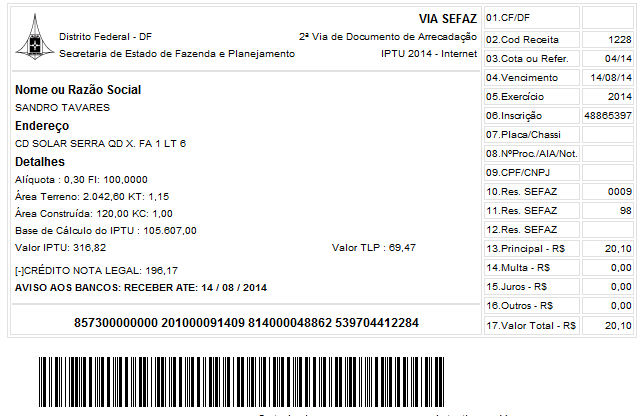 VIA SEFAZ
Distrito Federal - DF
2ª Via de Documento de Arrecadação
Secretaria de Estado de Fazenda e Planejamento
IPTU 2014 - Internet
Nome ou Razão Social
SANDRO TAVARES
Endereço
CD SOLAR SERRA QD X. FA 1 LT 6
Detalhes
Alíquota : 0,30 FI: 100,0000
Área Terreno: 2.042,60 KT: 1,15
Área Construída: 120,00 KC: 1,00
Base de Cálculo do IPTU : 105.607,00
Valor IPTU: 316,82 Valor TLP : 69,47
[-]CRÉDITO NOTA LEGAL: 196,17
AVISO AOS BANCOS: RECEBER ATE: 14 / 08 / 2014
857300000000 201000091409 814000048862 539704412284
01.CF/DF
02.Cod Receita 1228
03.Cota ou Refer. 04/14
04.Vencimento 14/08/14
05.Exercício 2014
06.Inscrição 48865397
07.Placa/Chassi
08.NºProc./AIA/Not.
09.CPF/CNPJ
10.Res. SEFAZ 0009
11.Res. SEFAZ 98
12.Res. SEFAZ
13.Principal - R$ 20,10
14.Multa - R$ 0,00
15.Juros - R$ 0,00
16.Outros - R$ 0,00
17.Valor Total - R$ 20,10